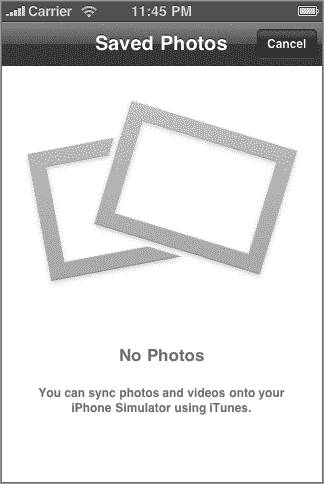 Carrier 11:45 PM
Saved Photos Cancel
No Photos
You can sync photos and videos onto your
iPhone Simulator using iTunes.